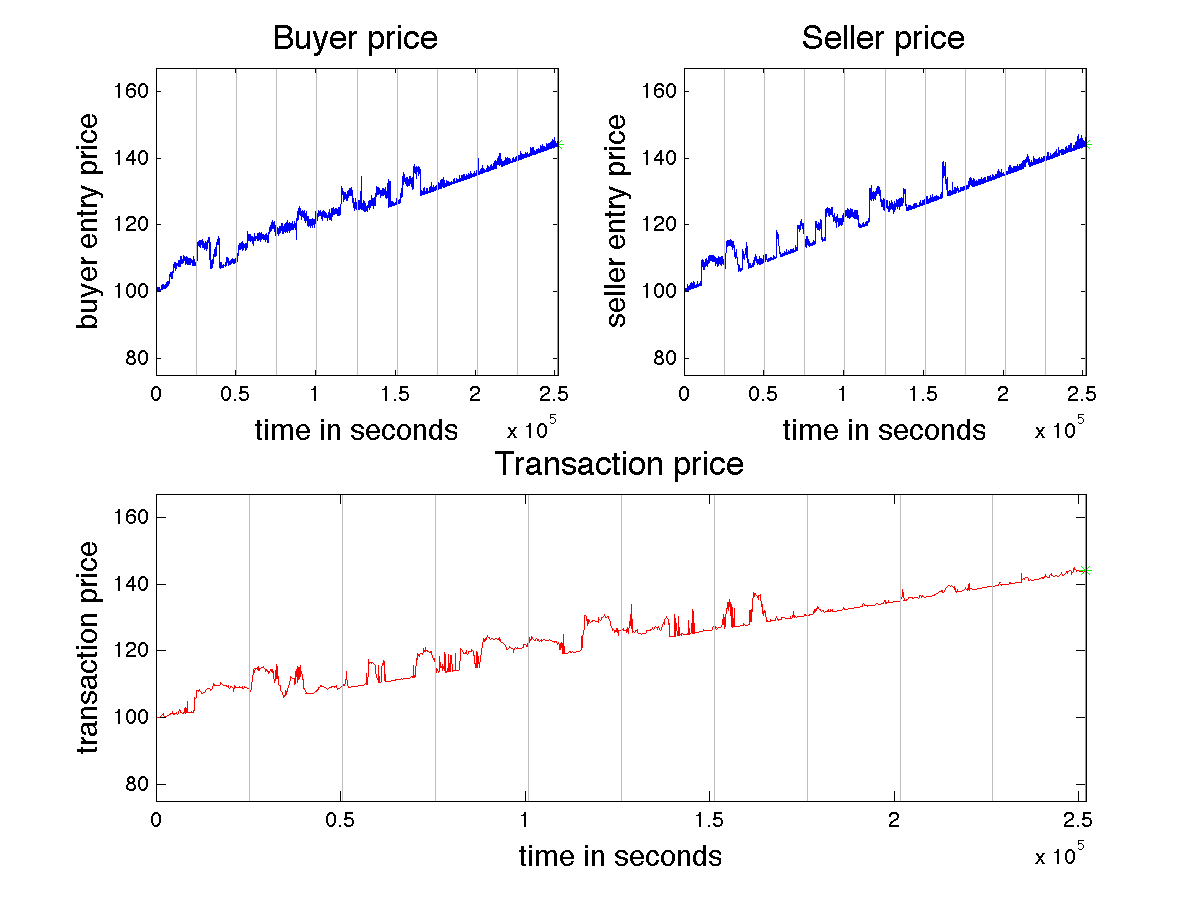 Buyer price
Seller price
160
140
120
100
80
buyer entry price
0 0.5 1 1.5 2 2.5
x 10^5
time in seconds
160
140
120
100
80
seller entry price
0 0.5 1 1.5 2 2.5
x 10^5
time in seconds
Transaction price
160
140
120
100
80
transaction price
0 0.5 1 1.5 2 2.5
x 10^5
time in seconds